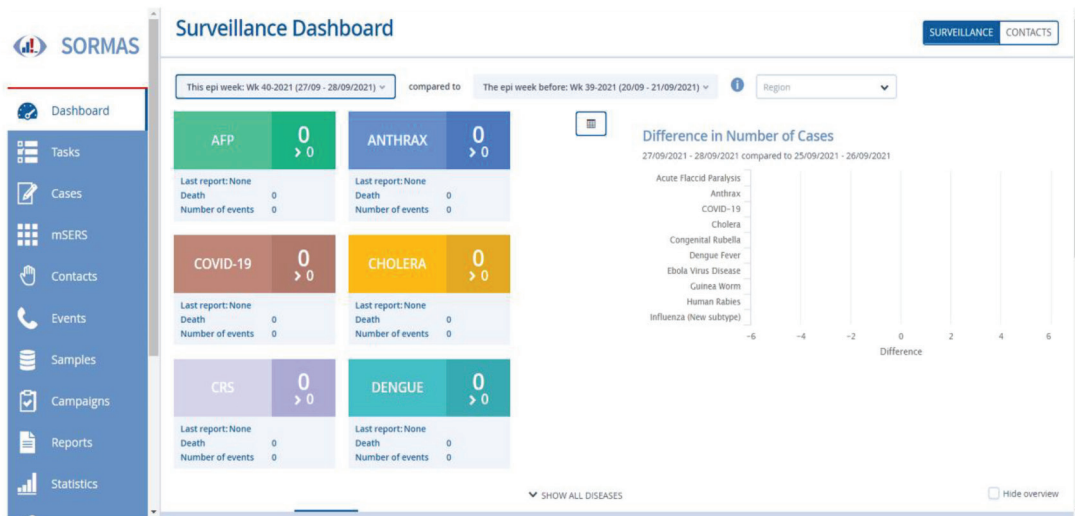 SORMAS
Dashboard
Tasks
Cases
mSERS
Contacts
Events
Samples
Campaigns
Reports
Statistics
Surveillance Dashboard
SURVEILLANCE CONTACTS
This epi week: Wk 40-2021 (27/09 - 28/09/2021) compared to The epi week before: Wk 39-2021 (20/09 - 21/09/2021) Region
AFP 0 > 0
Last report: None
Death 0
Number of events 0
ANTHRAX 0 > 0
Last report: None
Death 0
Number of events 0
COVID-19 0 > 0
Last report: None
Death 0
Number of events 0
CHOLERA 0 > 0
Last report: None
Death 0
Number of events 0
CRS 0 > 0
Last report: None
Death 0
Number of events 0
DENGUE 0 > 0
Last report: None
Death 0
Number of events 0
Difference in Number of Cases
27/09/2021 - 28/09/2021 compared to 25/09/2021 - 26/09/2021
Acute Flaccid Paralysis
Anthrax
COVID-19
Cholera
Congenital Rubella
Dengue Fever
Ebola Virus Disease
Guinea Worm
Human Rabies
Influenza (New subtype)
-6 -4 -2 0 2 4 6
Difference
SHOW ALL DISEASES
Hide overview